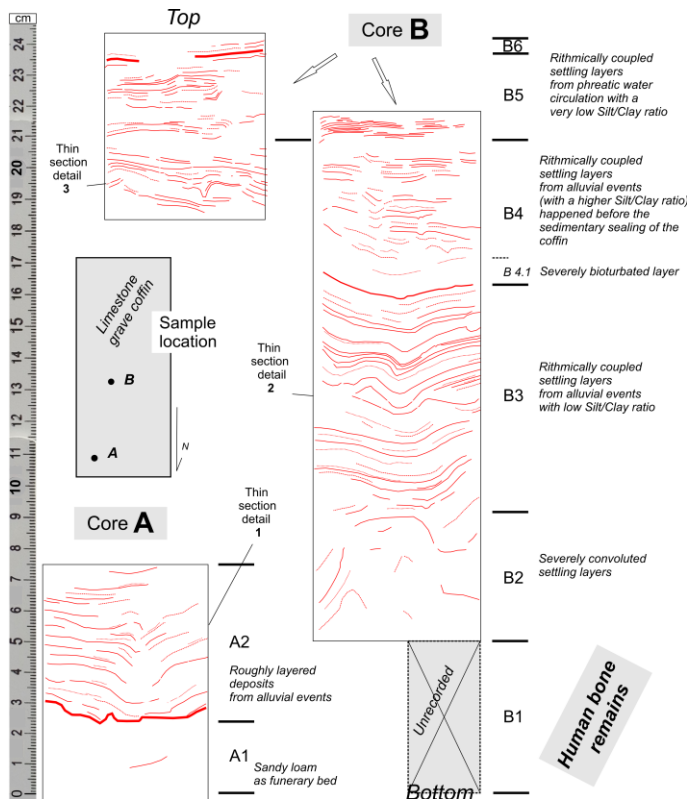 cm
24
23
22
21
20
19
18
17
16
15
14
13
12
11
10
9
8
7
6
5
4
3
2
1
0
Top
Core B
Thin
section
detail
3
Limestone
grave coffin
Sample
location
B
A
N
Core A
Thin
section
detail
2
Thin
section
detail
1
A2
Roughly layered
deposits
from alluvial events
A1
Sandy loam
as funerary bed
B6
B5
Rithmically coupled
settling layers
from phreatic water
circulation with a
very low Silt/Clay ratio
B4
Rithmically coupled
settling layers
from alluvial events
(with a higher Silt/Clay ratio)
happened before the
sedimentary sealing of the
coffin
B 4.1 Severely bioturbated layer
B3
Rithmically coupled
settling layers
from alluvial events
with low Silt/Clay ratio
B2
Severely convoluted
settling layers
Unrecorded
B1
Human bone
remains
Bottom